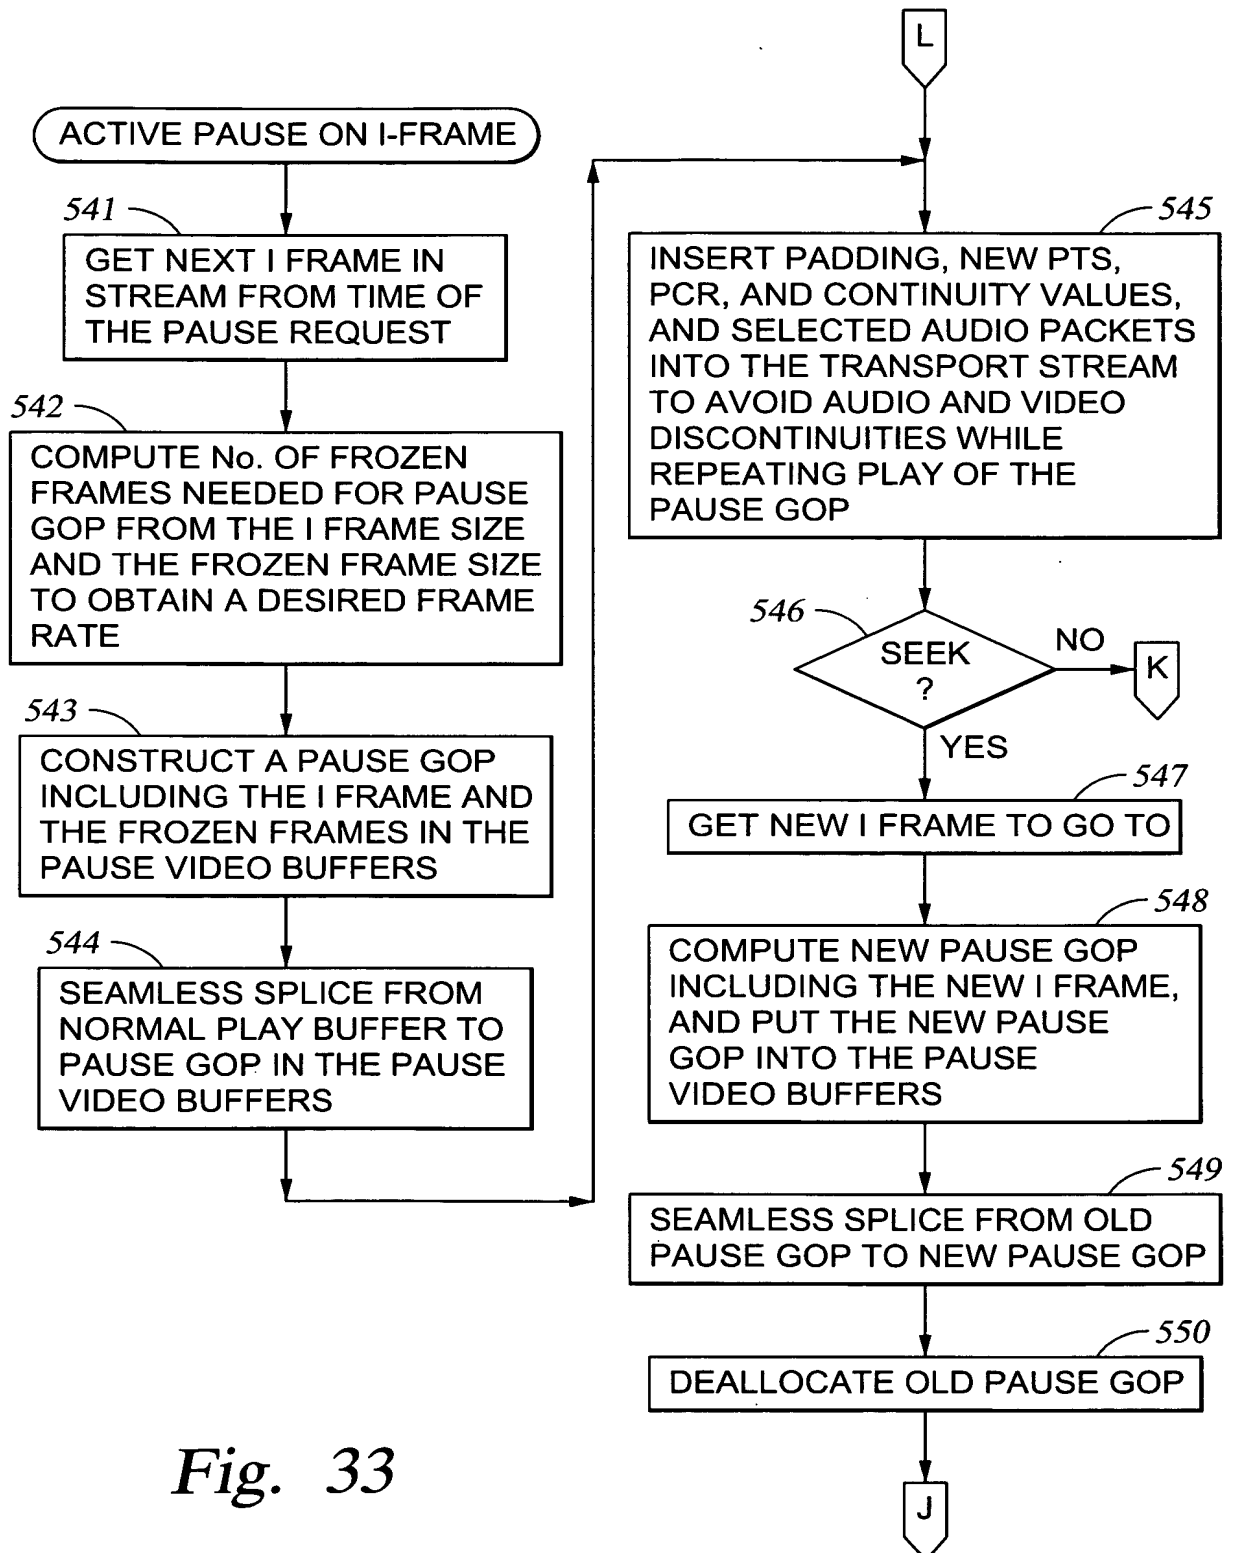 ACTIVE PAUSE ON I-FRAME
541
GET NEXT I FRAME IN
STREAM FROM TIME OF
THE PAUSE REQUEST
542
COMPUTE No. OF FROZEN
FRAMES NEEDED FOR PAUSE
GOP FROM THE I FRAME SIZE
AND THE FROZEN FRAME SIZE
TO OBTAIN A DESIRED FRAME
RATE
543
CONSTRUCT A PAUSE GOP
INCLUDING THE I FRAME AND
THE FROZEN FRAMES IN THE
PAUSE VIDEO BUFFERS
544
SEAMLESS SPLICE FROM
NORMAL PLAY BUFFER TO
PAUSE GOP IN THE PAUSE
VIDEO BUFFERS
L
545
INSERT PADDING, NEW PTS,
PCR, AND CONTINUITY VALUES,
AND SELECTED AUDIO PACKETS
INTO THE TRANSPORT STREAM
TO AVOID AUDIO AND VIDEO
DISCONTINUITIES WHILE
REPEATING PLAY OF THE
PAUSE GOP
546
SEEK
?
NO
K
YES
547
GET NEW I FRAME TO GO TO
548
COMPUTE NEW PAUSE GOP
INCLUDING THE NEW I FRAME,
AND PUT THE NEW PAUSE
GOP INTO THE PAUSE
VIDEO BUFFERS
549
SEAMLESS SPLICE FROM OLD
PAUSE GOP TO NEW PAUSE GOP
550
DEALLOCATE OLD PAUSE GOP
J
Fig. 33